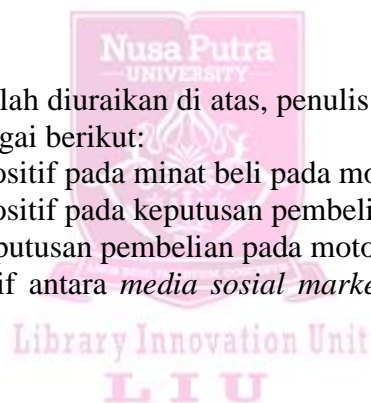 Nusa Putra
UNIVERSITY
lah diuraikan di atas, penulis
gai berikut:
ositif pada minat beli pada mo
ositif pada keputusan pembeli
putusan pembelian pada moto
if antara media sosial marke
Library Innovation Unit
L I U